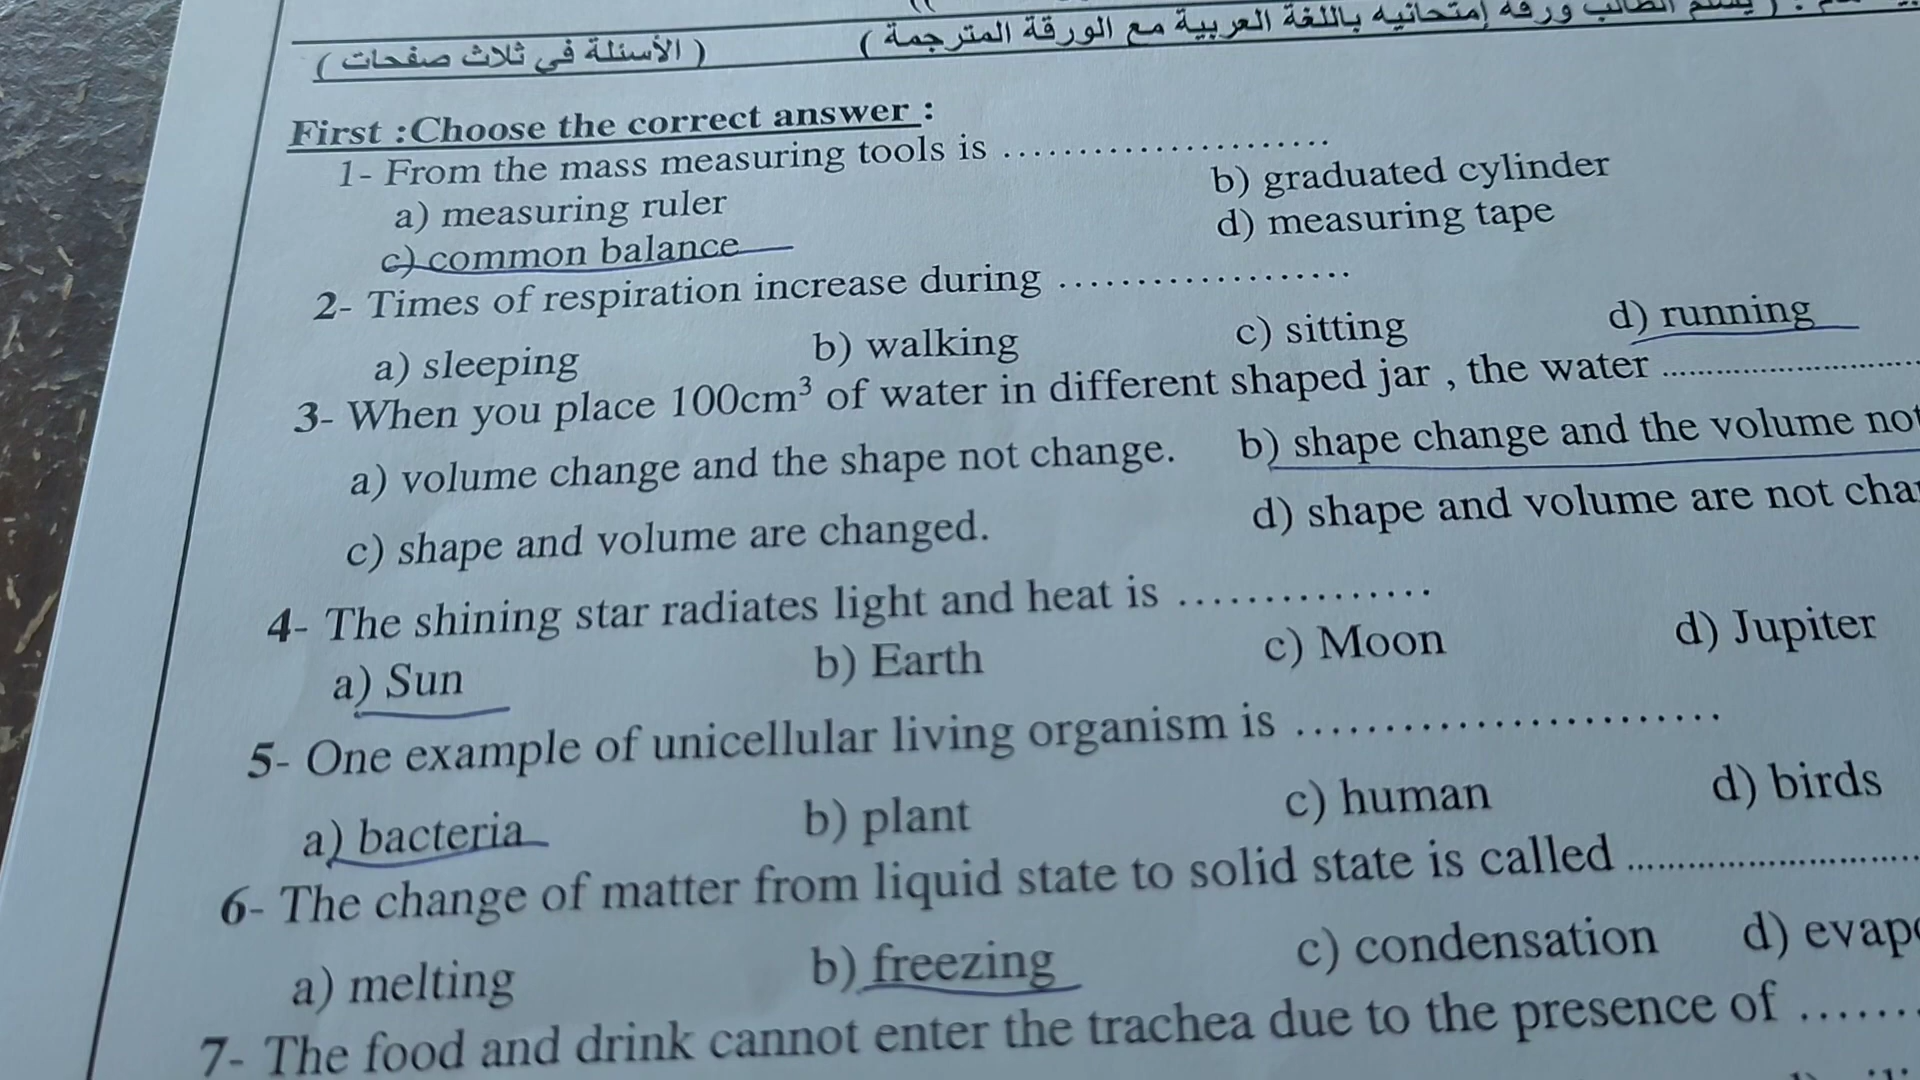 الطالب ورقة إمتحانيه باللغة العربية مع الورقة المترجمة )
( الأسئلة في ثلاث صفحات )
First :Choose the correct answer :
1- From the mass measuring tools is ......................
a) measuring ruler b) graduated cylinder
c) common balance d) measuring tape
2- Times of respiration increase during ....................
a) sleeping b) walking c) sitting d) running
3- When you place 100cm³ of water in different shaped jar , the water ..........................
a) volume change and the shape not change. b) shape change and the volume not
c) shape and volume are changed. d) shape and volume are not
4- The shining star radiates light and heat is ...............
a) Sun b) Earth c) Moon d) Jupiter
5- One example of unicellular living organism is .........................
a) bacteria b) plant c) human d) birds
6- The change of matter from liquid state to solid state is called ............................
a) melting b) freezing c) condensation d)
7- The food and drink cannot enter the trachea due to the presence of .......